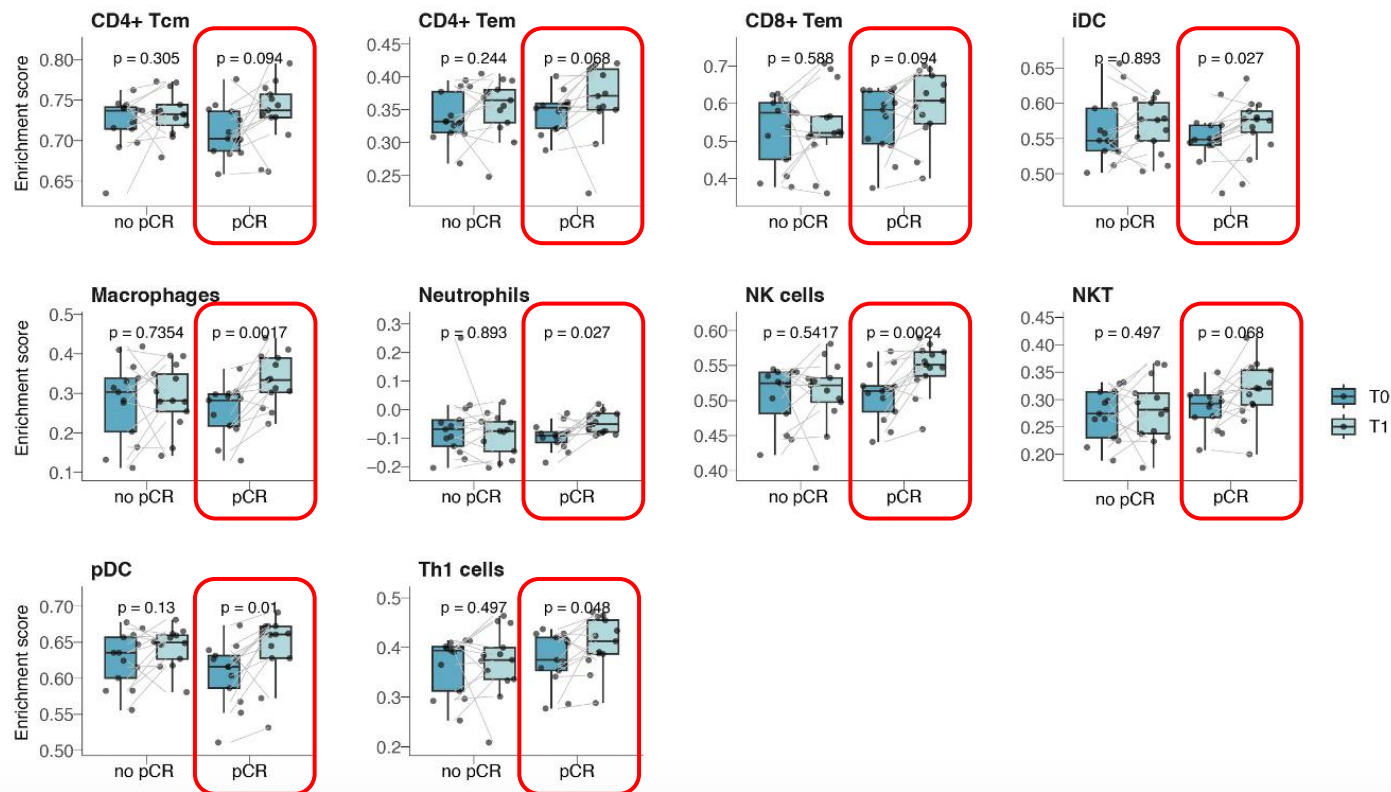 CD4+ Tcm
CD4+ Tem
CD8+ Tem
iDC
Enrichment score
0.80
0.75
0.70
0.65
p = 0.305
p = 0.094
no pCR
pCR
0.45
0.40
0.35
0.30
0.25
p = 0.244
p = 0.068
no pCR
pCR
0.7
0.6
0.5
0.4
p = 0.588
p = 0.094
no pCR
pCR
0.65
0.60
0.55
0.50
p = 0.893
p = 0.027
no pCR
pCR
Macrophages
Neutrophils
NK cells
NKT
Enrichment score
0.5
0.4
0.3
0.2
0.1
p = 0.7354
p = 0.0017
no pCR
pCR
0.3
0.2
0.1
0.0
−0.1
−0.2
p = 0.893
p = 0.027
no pCR
pCR
0.60
0.55
0.50
0.45
0.40
p = 0.5417
p = 0.0024
no pCR
pCR
0.45
0.40
0.35
0.30
0.25
0.20
p = 0.497
p = 0.068
no pCR
pCR
T0
T1
pDC
Th1 cells
Enrichment score
0.70
0.65
0.60
0.55
0.50
p = 0.13
p = 0.01
no pCR
pCR
0.5
0.4
0.3
0.2
p = 0.497
p = 0.048
no pCR
pCR